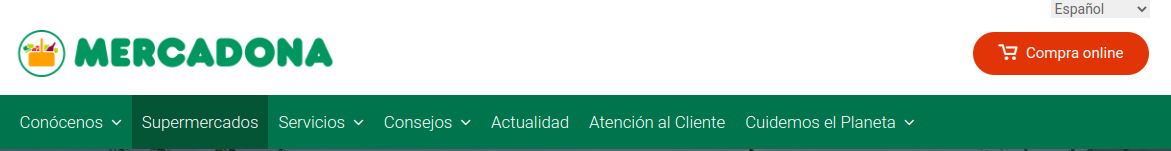 Español
MERCADONA
Compra online
Conócenos Supermercados Servicios Consejos Actualidad Atención al Cliente Cuidemos el Planeta